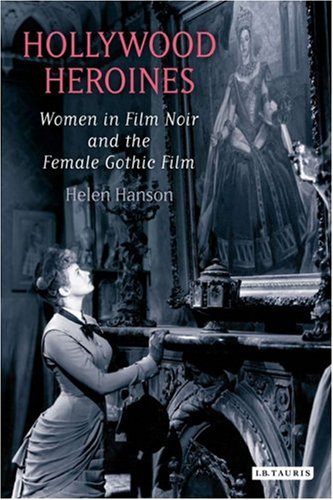 HOLLYWOOD
HEROINES
Women in Film Noir
and the
Female Gothic Film
Helen Hanson
I.B. TAURIS